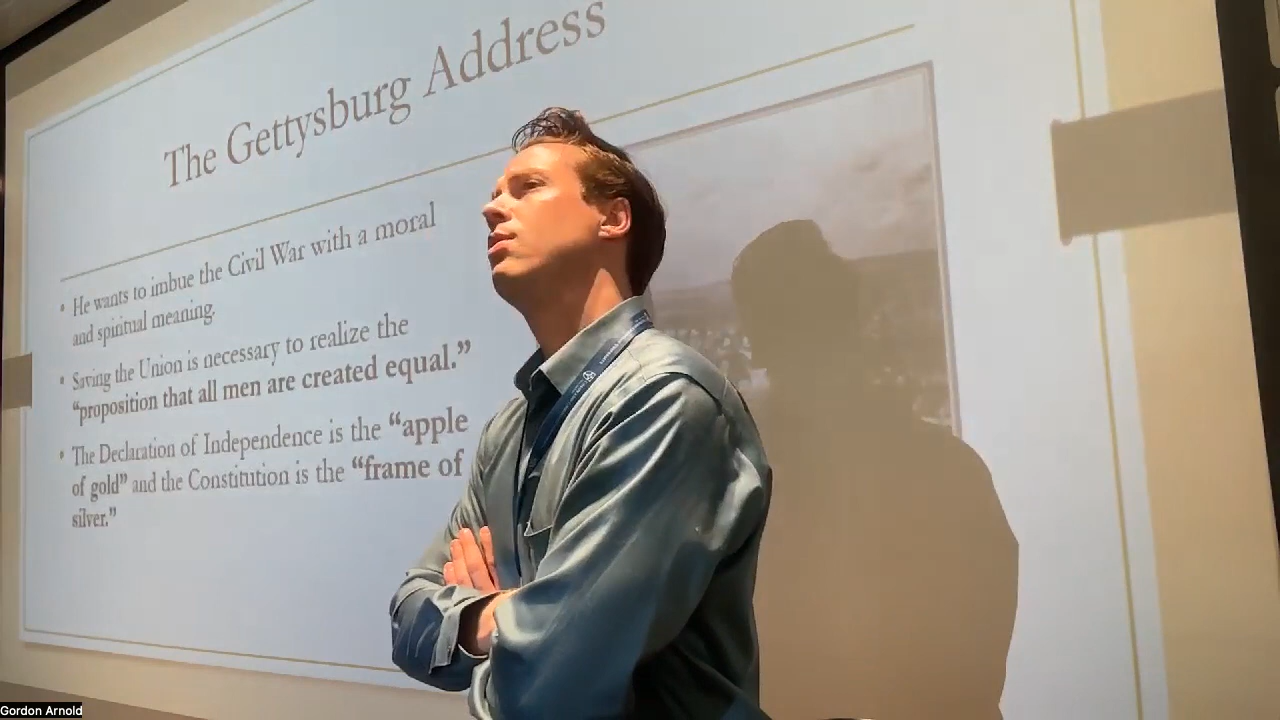 The Gettysburg Address
• He wants to imbue the Civil War with a moral
and spiritual meaning.
• Saving the Union is necessary to realize the
“proposition that all men are created equal.”
• The Declaration of Independence is the “apple
of gold” and the Constitution is the “frame of
silver.”
Gordon Arnold